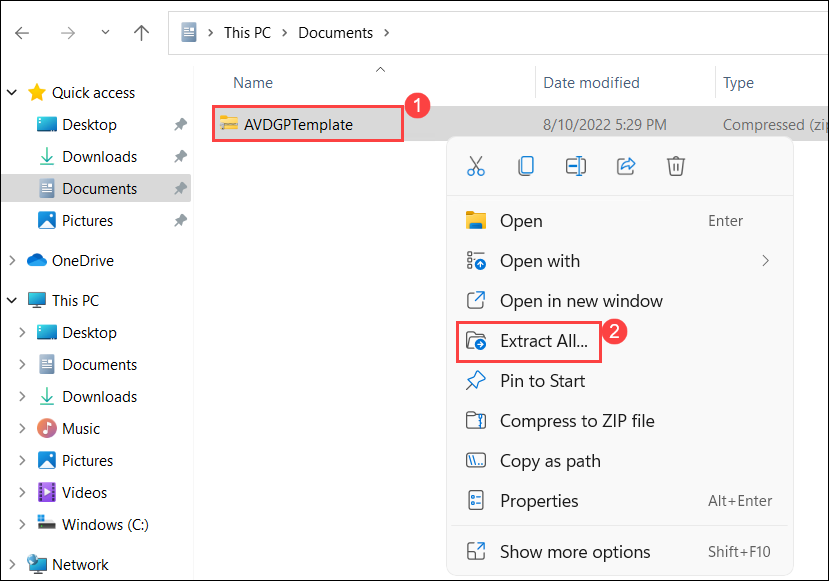 This PC > Documents >
Name
Date modified
Type
Quick access
AVDGPTemplate
1
8/10/2022 5:29 PM
Compressed (zip
Desktop
Downloads
Documents
Pictures
OneDrive
This PC
Desktop
Documents
Downloads
Music
Pictures
Videos
Windows (C:)
Network
Open Enter
Open with
Open in new window
Extract All...
2
Pin to Start
Compress to ZIP file
Copy as path
Properties Alt+Enter
Show more options Shift+F10